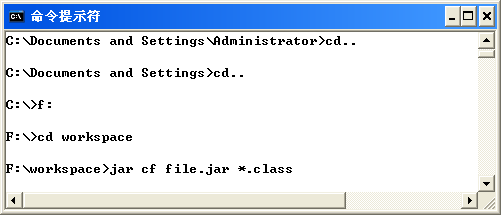 命令提示符
C:\Documents and Settings\Administrator>cd..
C:\Documents and Settings>cd..
C:\>f:
F:\>cd workspace
F:\workspace>jar cf file.jar *.class